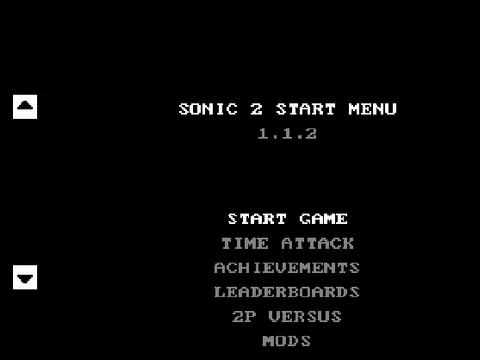 SONIC 2 START MENU
1.1.2
START GAME
TIME ATTACK
ACHIEVEMENTS
LEADERBOARDS
2P VERSUS
MODS